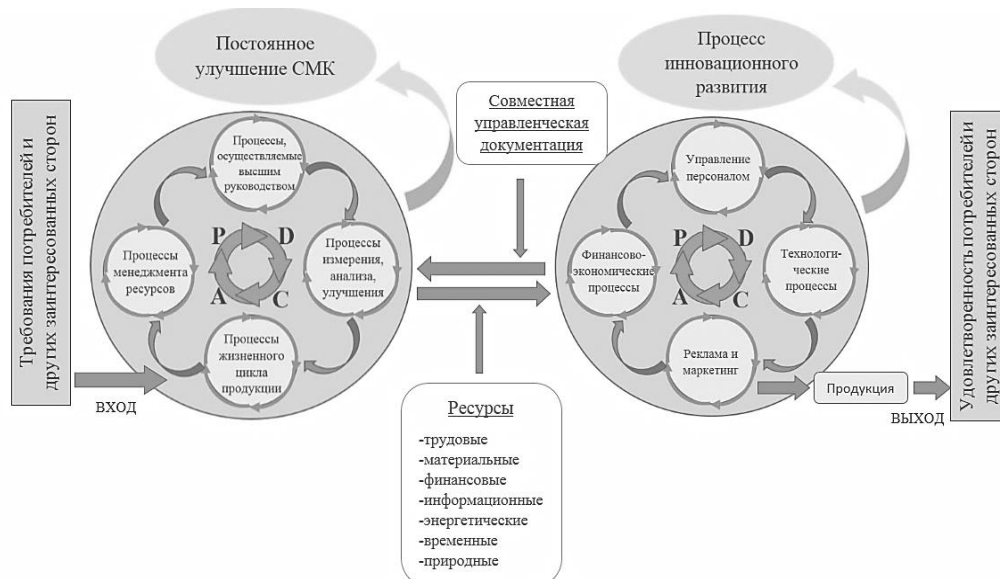 Постоянное
улучшение СМК
Процесс
инновационного
развития
Требования потребителей и
других заинтересованных сторон
Совместная
управленческая
документация
Удовлетворенность потребителей и
других заинтересованных сторон
Процессы,
осуществляемые
высшим
руководством
Процессы
менеджмента
ресурсов
P D
A C
Процессы
измерения,
анализа,
улучшения
Процессы
жизненного
цикла
продукции
Управление
персоналом
Финансово-
экономические
процессы
P D
A C
Технологи-
ческие
процессы
Реклама и
маркетинг
ВХОД
Продукция
ВЫХОД
Ресурсы
-трудовые
-материальные
-финансовые
-информационные
-энергетические
-временные
-природные